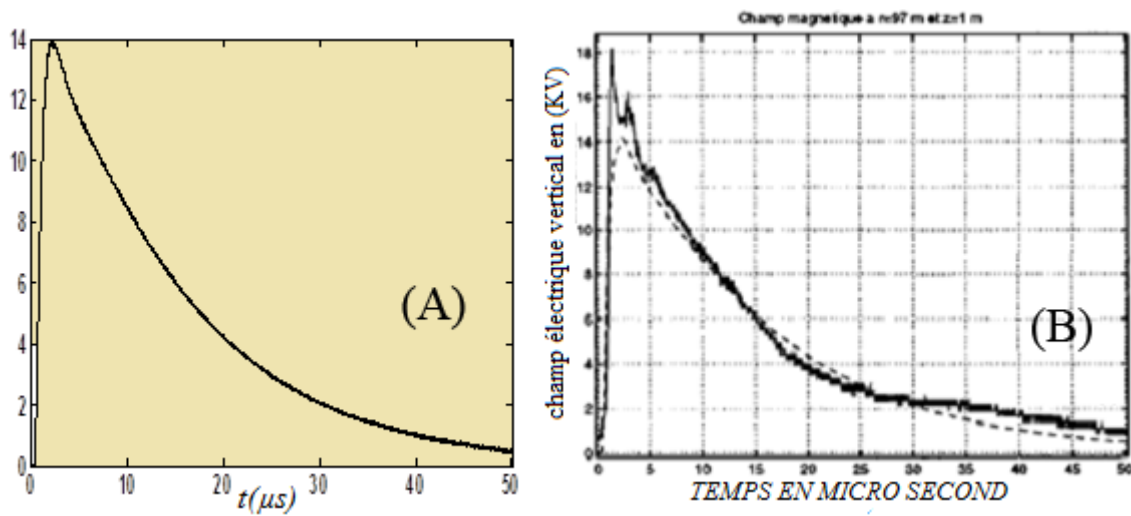 14
12
10
8
6
4
2
0
0 10 20 30 40 50
t(µs)
(A)
Champ magnetique a r=97 m et z=1 m
champ électrique vertical en (KV)
18
16
14
12
10
8
6
4
2
0
0 5 10 15 20 25 30 35 40 45 50
TEMPS EN MICRO SECOND
(B)